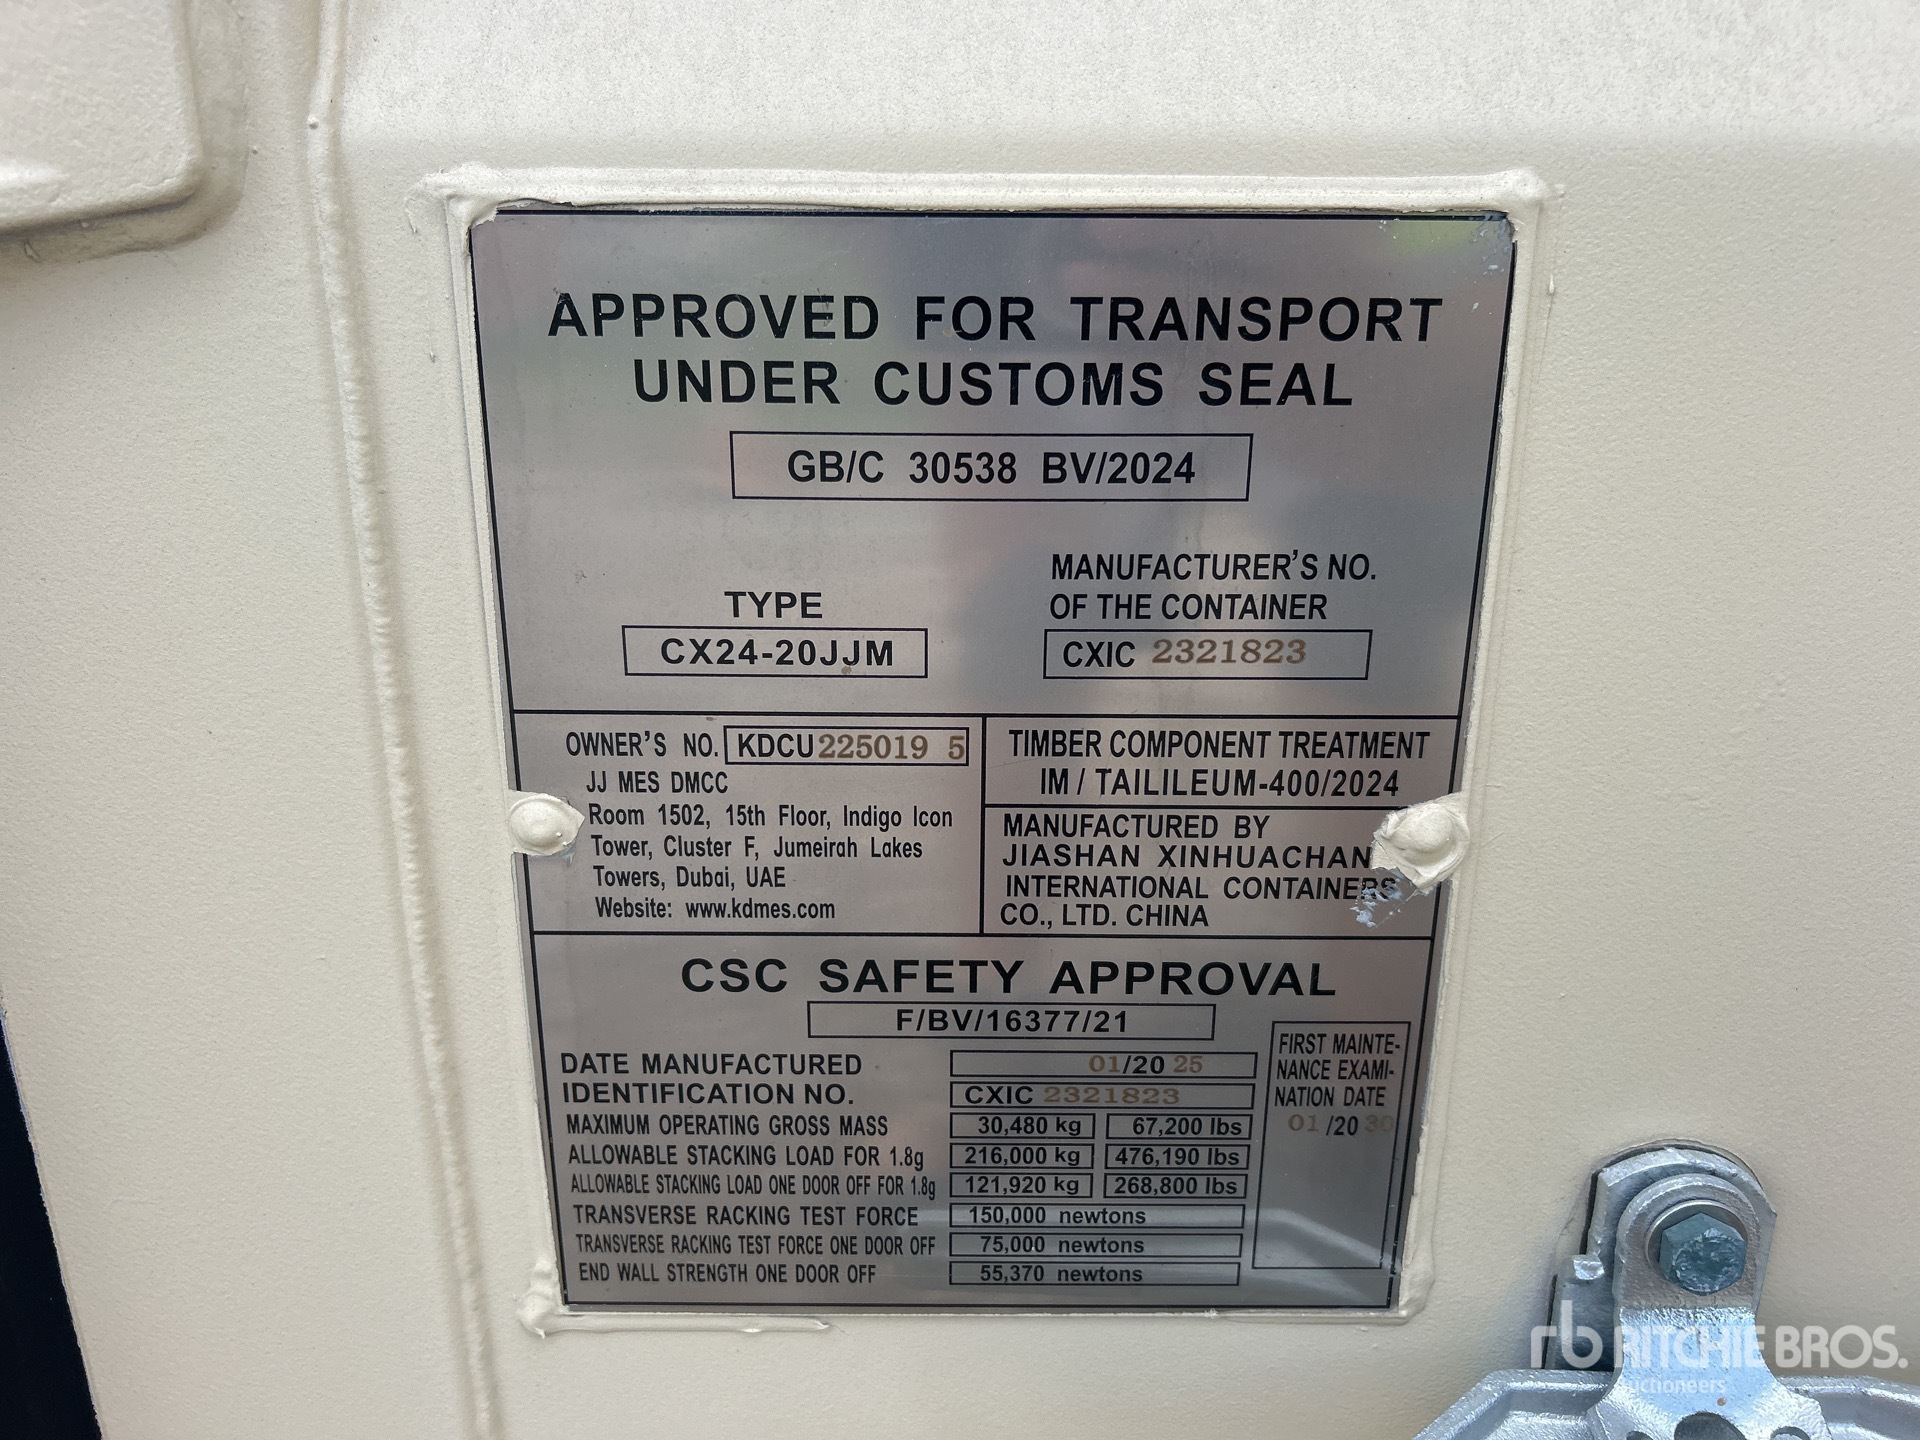 APPROVED FOR TRANSPORT
UNDER CUSTOMS SEAL
GB/C 30538 BV/2024
TYPE
CX24-20JJM
MANUFACTURER'S NO.
OF THE CONTAINER
CXIC 2321823
OWNER'S NO. KDCU 225019 5
JJ MES DMCC
Room 1502, 15th Floor, Indigo Icon
Tower, Cluster F, Jumeirah Lakes
Towers, Dubai, UAE
Website: www.kdmes.com
TIMBER COMPONENT TREATMENT
IM / TAILILEUM-400/2024
MANUFACTURED BY
JIASHAN XINHUACHAN
INTERNATIONAL CONTAINERS
CO., LTD. CHINA
CSC SAFETY APPROVAL
F/BV/16377/21
DATE MANUFACTURED 01/20 25
IDENTIFICATION NO. CXIC 2321823
MAXIMUM OPERATING GROSS MASS 30,480 kg 67,200 lbs
ALLOWABLE STACKING LOAD FOR 1.8g 216,000 kg 476,190 lbs
ALLOWABLE STACKING LOAD ONE DOOR OFF FOR 1.8g 121,920 kg 268,800 lbs
TRANSVERSE RACKING TEST FORCE 150,000 newtons
TRANSVERSE RACKING TEST FORCE ONE DOOR OFF 75,000 newtons
END WALL STRENGTH ONE DOOR OFF 55,370 newtons
FIRST MAINTE-
NANCE EXAMI-
NATION DATE
01 /20 30
rb RITCHIE BROS.
Auctioneers